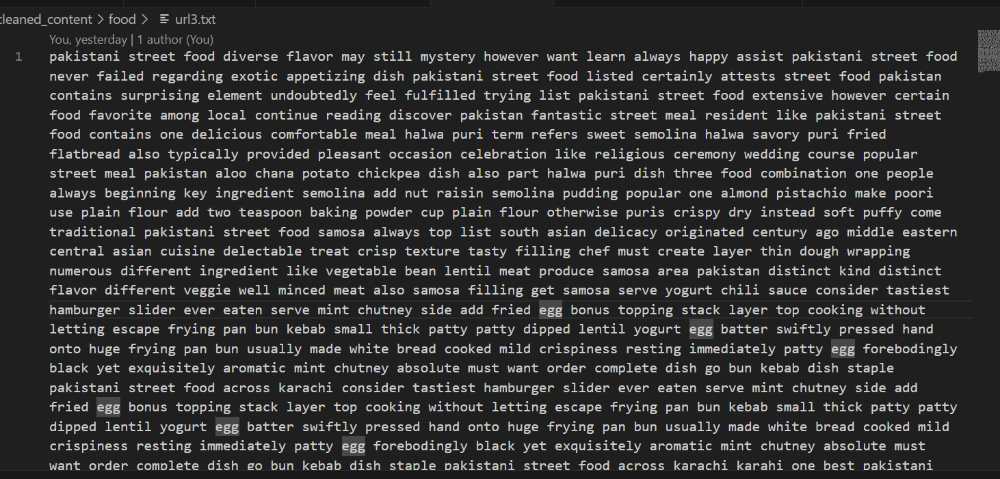 cleaned_content > food > url3.txt
You, yesterday | 1 author (You)
1 pakistani street food diverse flavor may still mystery however want learn always happy assist pakistani street food
never failed regarding exotic appetizing dish pakistani street food listed certainly attests street food pakistan
contains surprising element undoubtedly feel fulfilled trying list pakistani street food extensive however certain
food favorite among local continue reading discover pakistan fantastic street meal resident like pakistani street
food contains one delicious comfortable meal halwa puri term refers sweet semolina halwa savory puri fried
flatbread also typically provided pleasant occasion celebration like religious ceremony wedding course popular
street meal pakistan aloo chana potato chickpea dish also part halwa puri dish three food combination one people
always beginning key ingredient semolina add nut raisin semolina pudding popular one almond pistachio make poori
use plain flour add two teaspoon baking powder cup plain flour otherwise puris crispy dry instead soft puffy come
traditional pakistani street food samosa always top list south asian delicacy originated century ago middle eastern
central asian cuisine delectable treat crisp texture tasty filling chef must create layer thin dough wrapping
numerous different ingredient like vegetable bean lentil meat produce samosa area pakistan distinct kind distinct
flavor different veggie well minced meat also samosa filling get samosa serve yogurt chili sauce consider tastiest
hamburger slider ever eaten serve mint chutney side add fried egg bonus topping stack layer top cooking without
letting escape frying pan bun kebab small thick patty patty dipped lentil yogurt egg batter swiftly pressed hand
onto huge frying pan bun usually made white bread cooked mild crispiness resting immediately patty egg forebodingly
black yet exquisitely aromatic mint chutney absolute must want order complete dish go bun kebab dish staple
pakistani street food across karachi consider tastiest hamburger slider ever eaten serve mint chutney side add
fried egg bonus topping stack layer top cooking without letting escape frying pan bun kebab small thick patty patty
dipped lentil yogurt egg batter swiftly pressed hand onto huge frying pan bun usually made white bread cooked mild
crispiness resting immediately patty egg forebodingly black yet exquisitely aromatic mint chutney absolute must
want order complete dish go bun kebab dish staple pakistani street food across karachi karahi one best pakistani